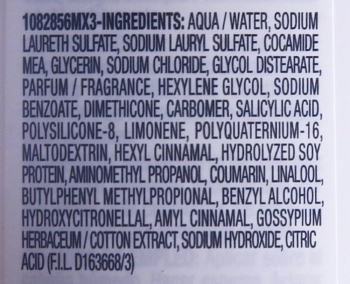 1082856MX3-INGREDIENTS: AQUA / WATER, SODIUM
LAURETH SULFATE, SODIUM LAURYL SULFATE, COCAMIDE
MEA, GLYCERIN, SODIUM CHLORIDE, GLYCOL DISTEARATE,
PARFUM / FRAGRANCE, HEXYLENE GLYCOL, SODIUM
BENZOATE, DIMETHICONE, CARBOMER, SALICYLIC ACID,
POLYSILICONE-8, LIMONENE, POLYQUATERNIUM-16,
MALTODEXTRIN, HEXYL CINNAMAL, HYDROLYZED SOY
PROTEIN, AMINOMETHYL PROPANOL, COUMARIN, LINALOOL,
BUTYLPHENYL METHYLPROPIONAL, BENZYL ALCOHOL,
HYDROXYCITRONELLAL, AMYL CINNAMAL, GOSSYPIUM
HERBACEUM / COTTON EXTRACT, SODIUM HYDROXIDE, CITRIC
ACID (F.I.L. D163668/3)